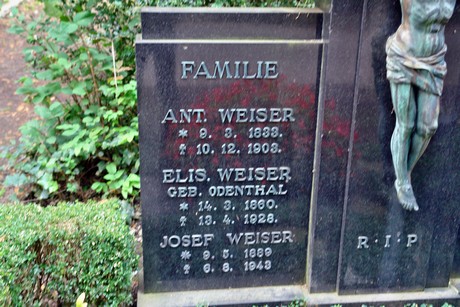 FAMILIE
ANT. WEISER
* 9. 3. 1833.
† 10. 12. 1903.
ELIS. WEISER
GEB. ODENTHAL
* 14. 3. 1860.
† 13. 4. 1928.
JOSEF WEISER
* 9. 5. 1889
† 6. 8. 1943
R · I · P